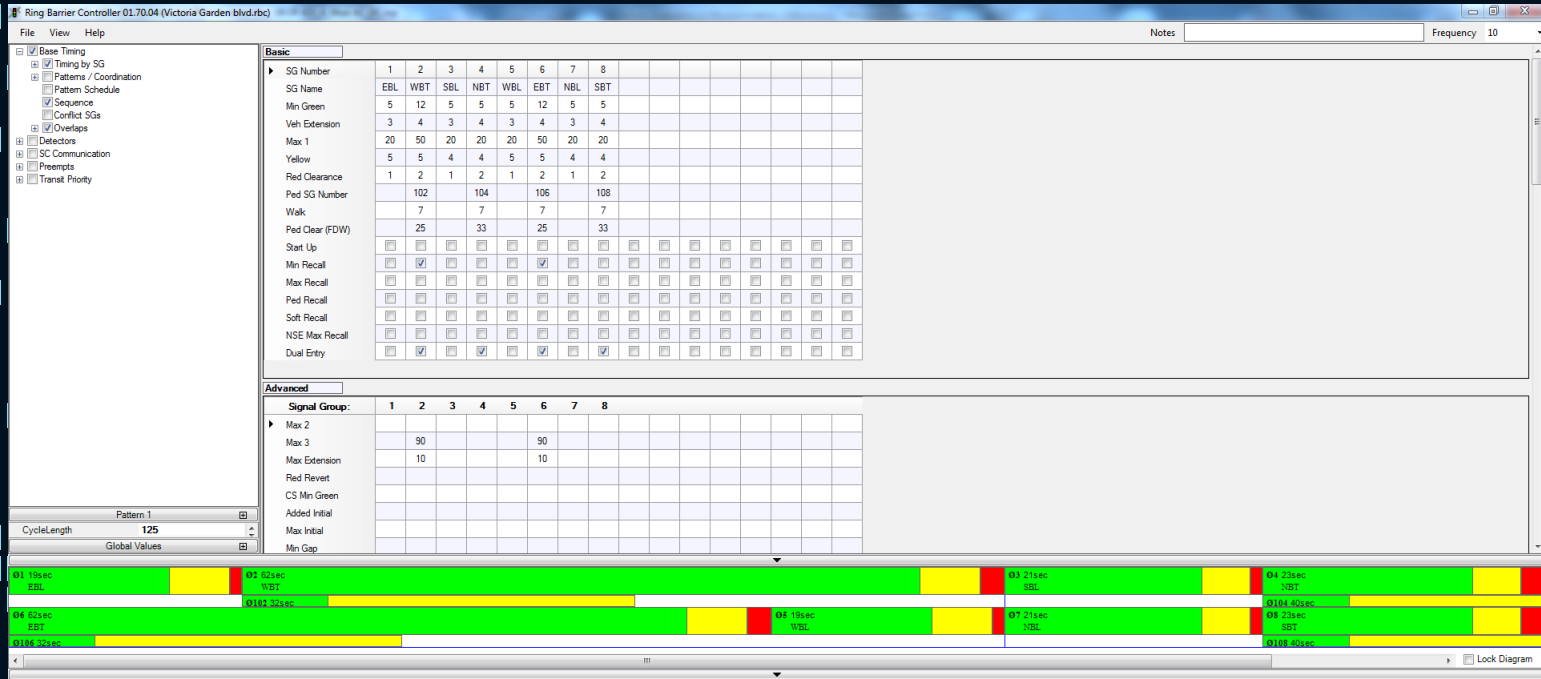 Ring Barrier Controller 01.70.04 (Victoria Garden blvd.rbc)
File View Help
Notes
Frequency 10
Base Timing
Timing by SG
Patterns / Coordination
Pattern Schedule
Sequence
Conflict SGs
Overlaps
Detectors
SC Communication
Preempts
Transit Priority
Pattern 1
CycleLength 125
Global Values
Basic
SG Number 1 2 3 4 5 6 7 8
SG Name EBL WBT SBL NBT WBL EBT NBL SBT
Min Green 5 12 5 5 5 12 5 5
Veh Extension 3 4 3 4 3 4 3 4
Max 1 20 50 20 20 20 50 20 20
Yellow 5 5 4 4 5 5 4 4
Red Clearance 1 2 1 2 1 2 1 2
Ped SG Number 102 104 106 108
Walk 7 7 7 7
Ped Clear (FDW) 25 33 25 33
Start Up
Min Recall
Max Recall
Ped Recall
Soft Recall
NSE Max Recall
Dual Entry
Advanced
Signal Group: 1 2 3 4 5 6 7 8
Max 2
Max 3 90 90
Max Extension 10 10
Red Revert
CS Min Green
Added Initial
Max Initial
Min Gap
Ø1 19sec Ø2 62sec Ø3 21sec Ø4 23sec
EBL WBT SBL NBT
Ø102 32sec Ø104 40sec
Ø6 62sec Ø5 19sec Ø7 21sec Ø8 23sec
EBT WBL NBL SBT
Ø106 32sec Ø108 40sec
Lock Diagram